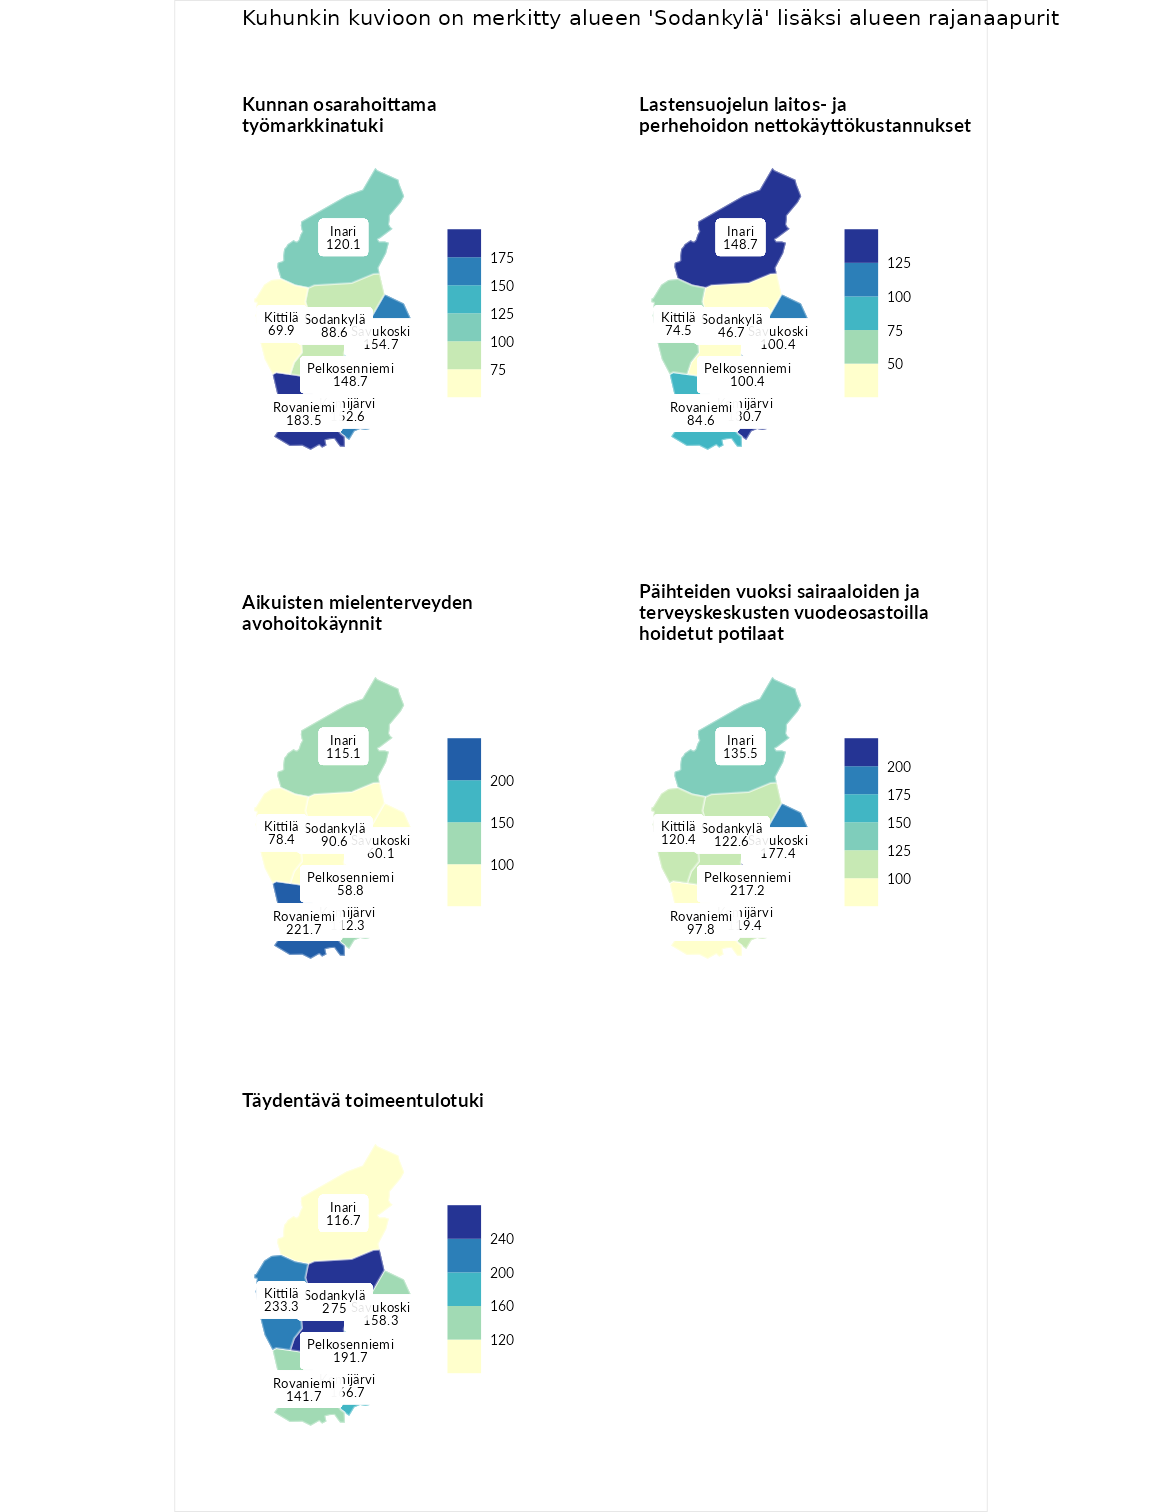 Kuhunkin kuvioon on merkitty alueen 'Sodankylä' lisäksi alueen rajanaapurit
Kunnan osarahoittama
työmarkkinatuki
Inari
120.1
Kittilä
69.9
Sodankylä
88.6
154.7
Pelkosenniemi
148.7
Rovaniemi
183.5
175
150
125
100
75
Lastensuojelun laitos- ja
perhehoidon nettokäyttökustannukset
Inari
148.7
Kittilä
74.5
Sodankylä
46.7
100.4
Pelkosenniemi
100.4
Rovaniemi
84.6
125
100
75
50
Aikuisten mielenterveyden
avohoitokäynnit
Inari
115.1
Kittilä
78.4
Sodankylä
90.6
60.1
Pelkosenniemi
58.8
Rovaniemi
221.7
200
150
100
Päihteiden vuoksi sairaaloiden ja
terveyskeskusten vuodeosastoilla
hoidetut potilaat
Inari
135.5
Kittilä
120.4
Sodankylä
122.6
177.4
Pelkosenniemi
217.2
Rovaniemi
97.8
200
175
150
125
100
Täydentävä toimeentulotuki
Inari
116.7
Kittilä
233.3
Sodankylä
275
158.3
Pelkosenniemi
191.7
Rovaniemi
141.7
240
200
160
120